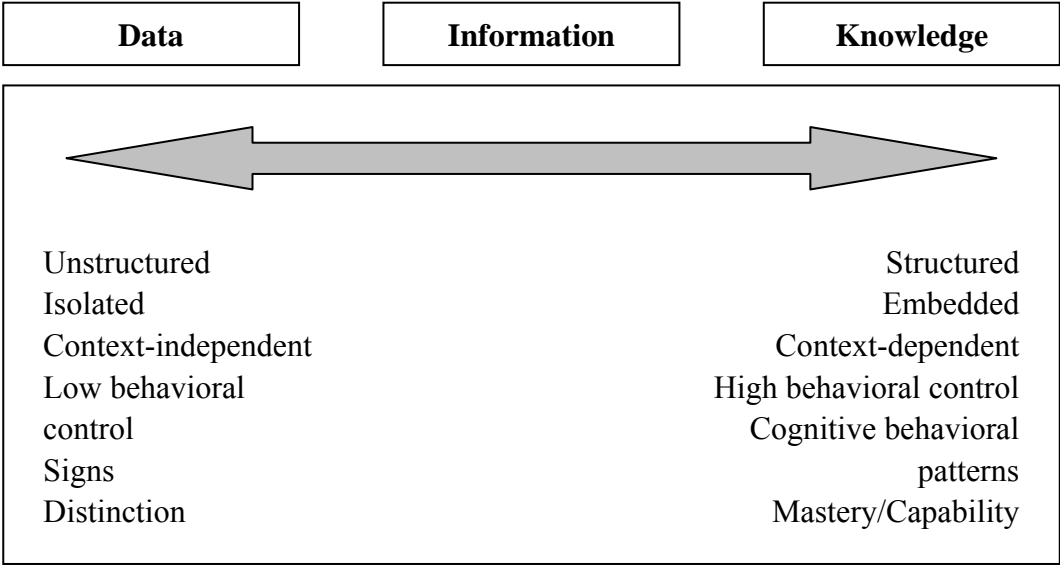 Data
Information
Knowledge
Unstructured
Isolated
Context-independent
Low behavioral
control
Signs
Distinction
Structured
Embedded
Context-dependent
High behavioral control
Cognitive behavioral
patterns
Mastery/Capability